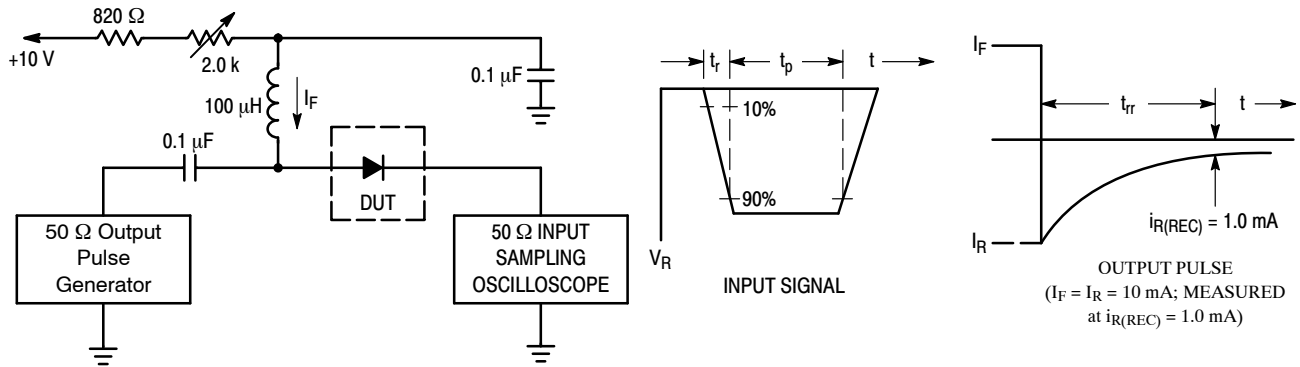 820 Ω
+10 V
2.0 k
100 μH
I_F
0.1 μF
0.1 μF
DUT
50 Ω Output
Pulse
Generator
50 Ω INPUT
SAMPLING
OSCILLOSCOPE
t_r
t_p
t
10%
90%
V_R
INPUT SIGNAL
I_F
t_rr
t
I_R
i_R(REC) = 1.0 mA
OUTPUT PULSE
(I_F = I_R = 10 mA; MEASURED
at i_R(REC) = 1.0 mA)